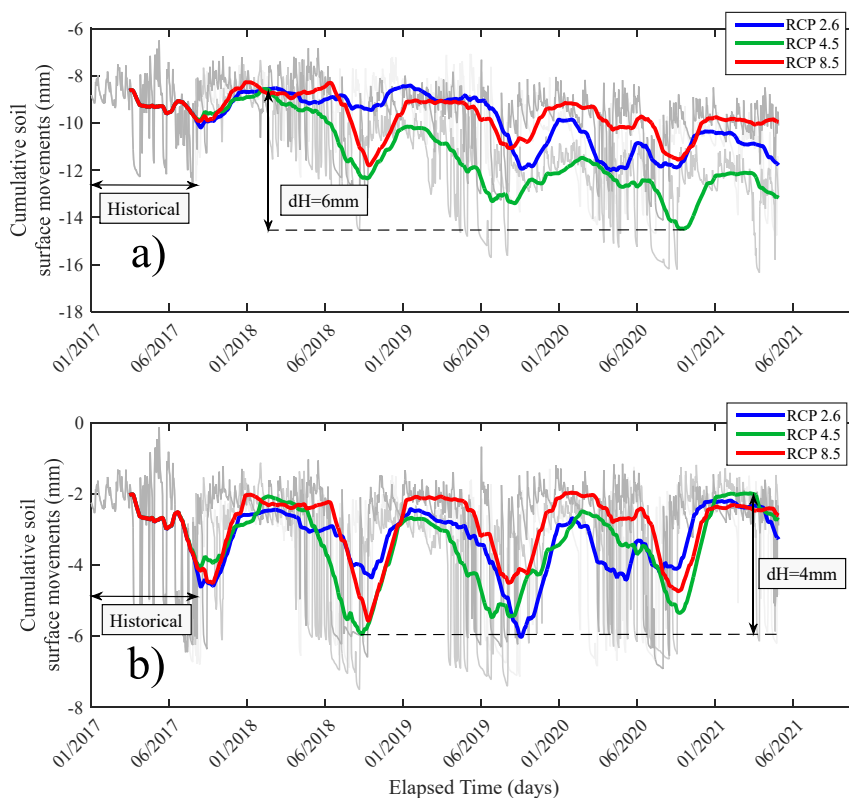 -6
-8
-10
-12
-14
-16
-18
Cumulative soil
surface movements (mm)
RCP 2.6
RCP 4.5
RCP 8.5
Historical
dH=6mm
a)
01/2017
06/2017
01/2018
06/2018
01/2019
06/2019
01/2020
06/2020
01/2021
06/2021
0
-2
-4
-6
-8
Cumulative soil
surface movements (mm)
RCP 2.6
RCP 4.5
RCP 8.5
Historical
dH=4mm
b)
01/2017
06/2017
01/2018
06/2018
01/2019
06/2019
01/2020
06/2020
01/2021
06/2021
Elapsed Time (days)